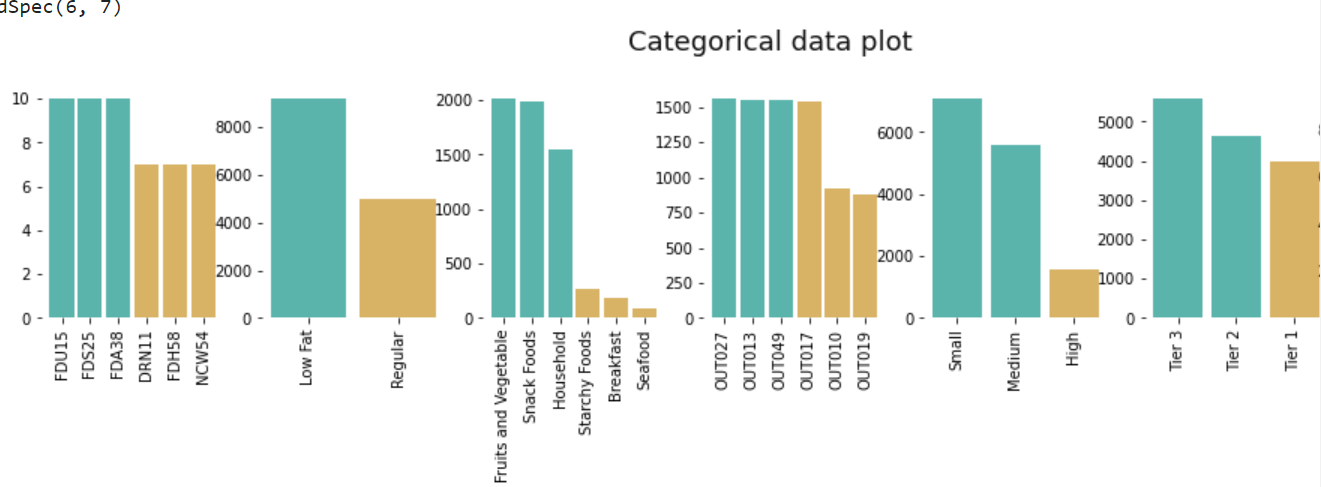 dSpec(6, 7)
Categorical data plot
10
8
6
4
2
0
FDU15
FDS25
FDA38
DRN11
FDH58
NCW54
8000
6000
4000
2000
0
Low Fat
Regular
2000
1500
1000
500
0
Fruits and Vegetable
Snack Foods
Household
Starchy Foods
Breakfast
Seafood
1500
1250
1000
750
500
250
0
OUT027
OUT013
OUT049
OUT017
OUT010
OUT019
6000
4000
2000
0
Small
Medium
High
5000
4000
3000
2000
1000
0
Tier 3
Tier 2
Tier 1